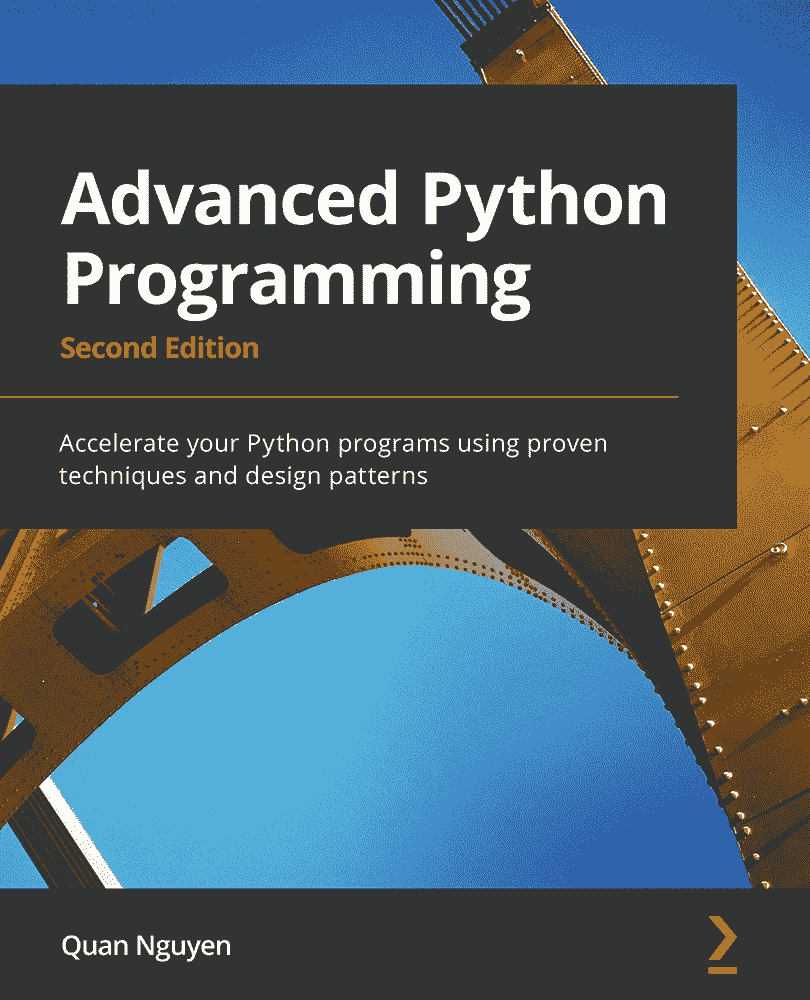 Advanced Python
Programming
Second Edition
Accelerate your Python programs using proven
techniques and design patterns
Quan Nguyen